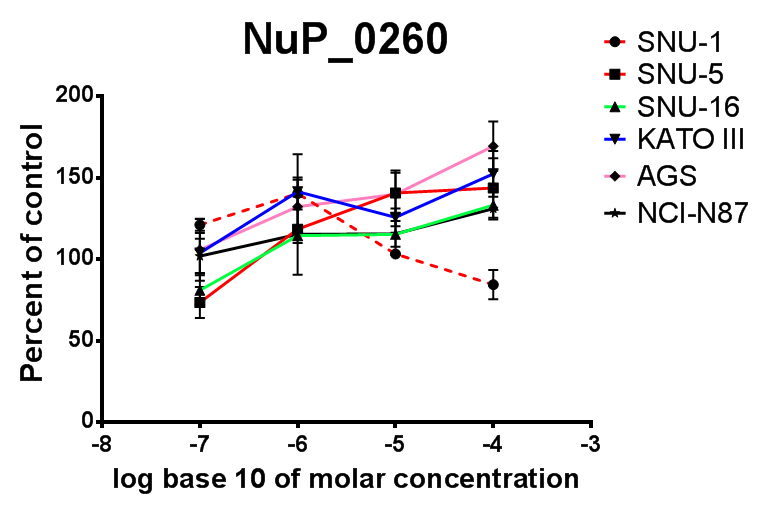 NuP_0260
SNU-1
SNU-5
SNU-16
KATO III
AGS
NCI-N87
Percent of control
200
150
100
50
0
-8 -7 -6 -5 -4 -3
log base 10 of molar concentration